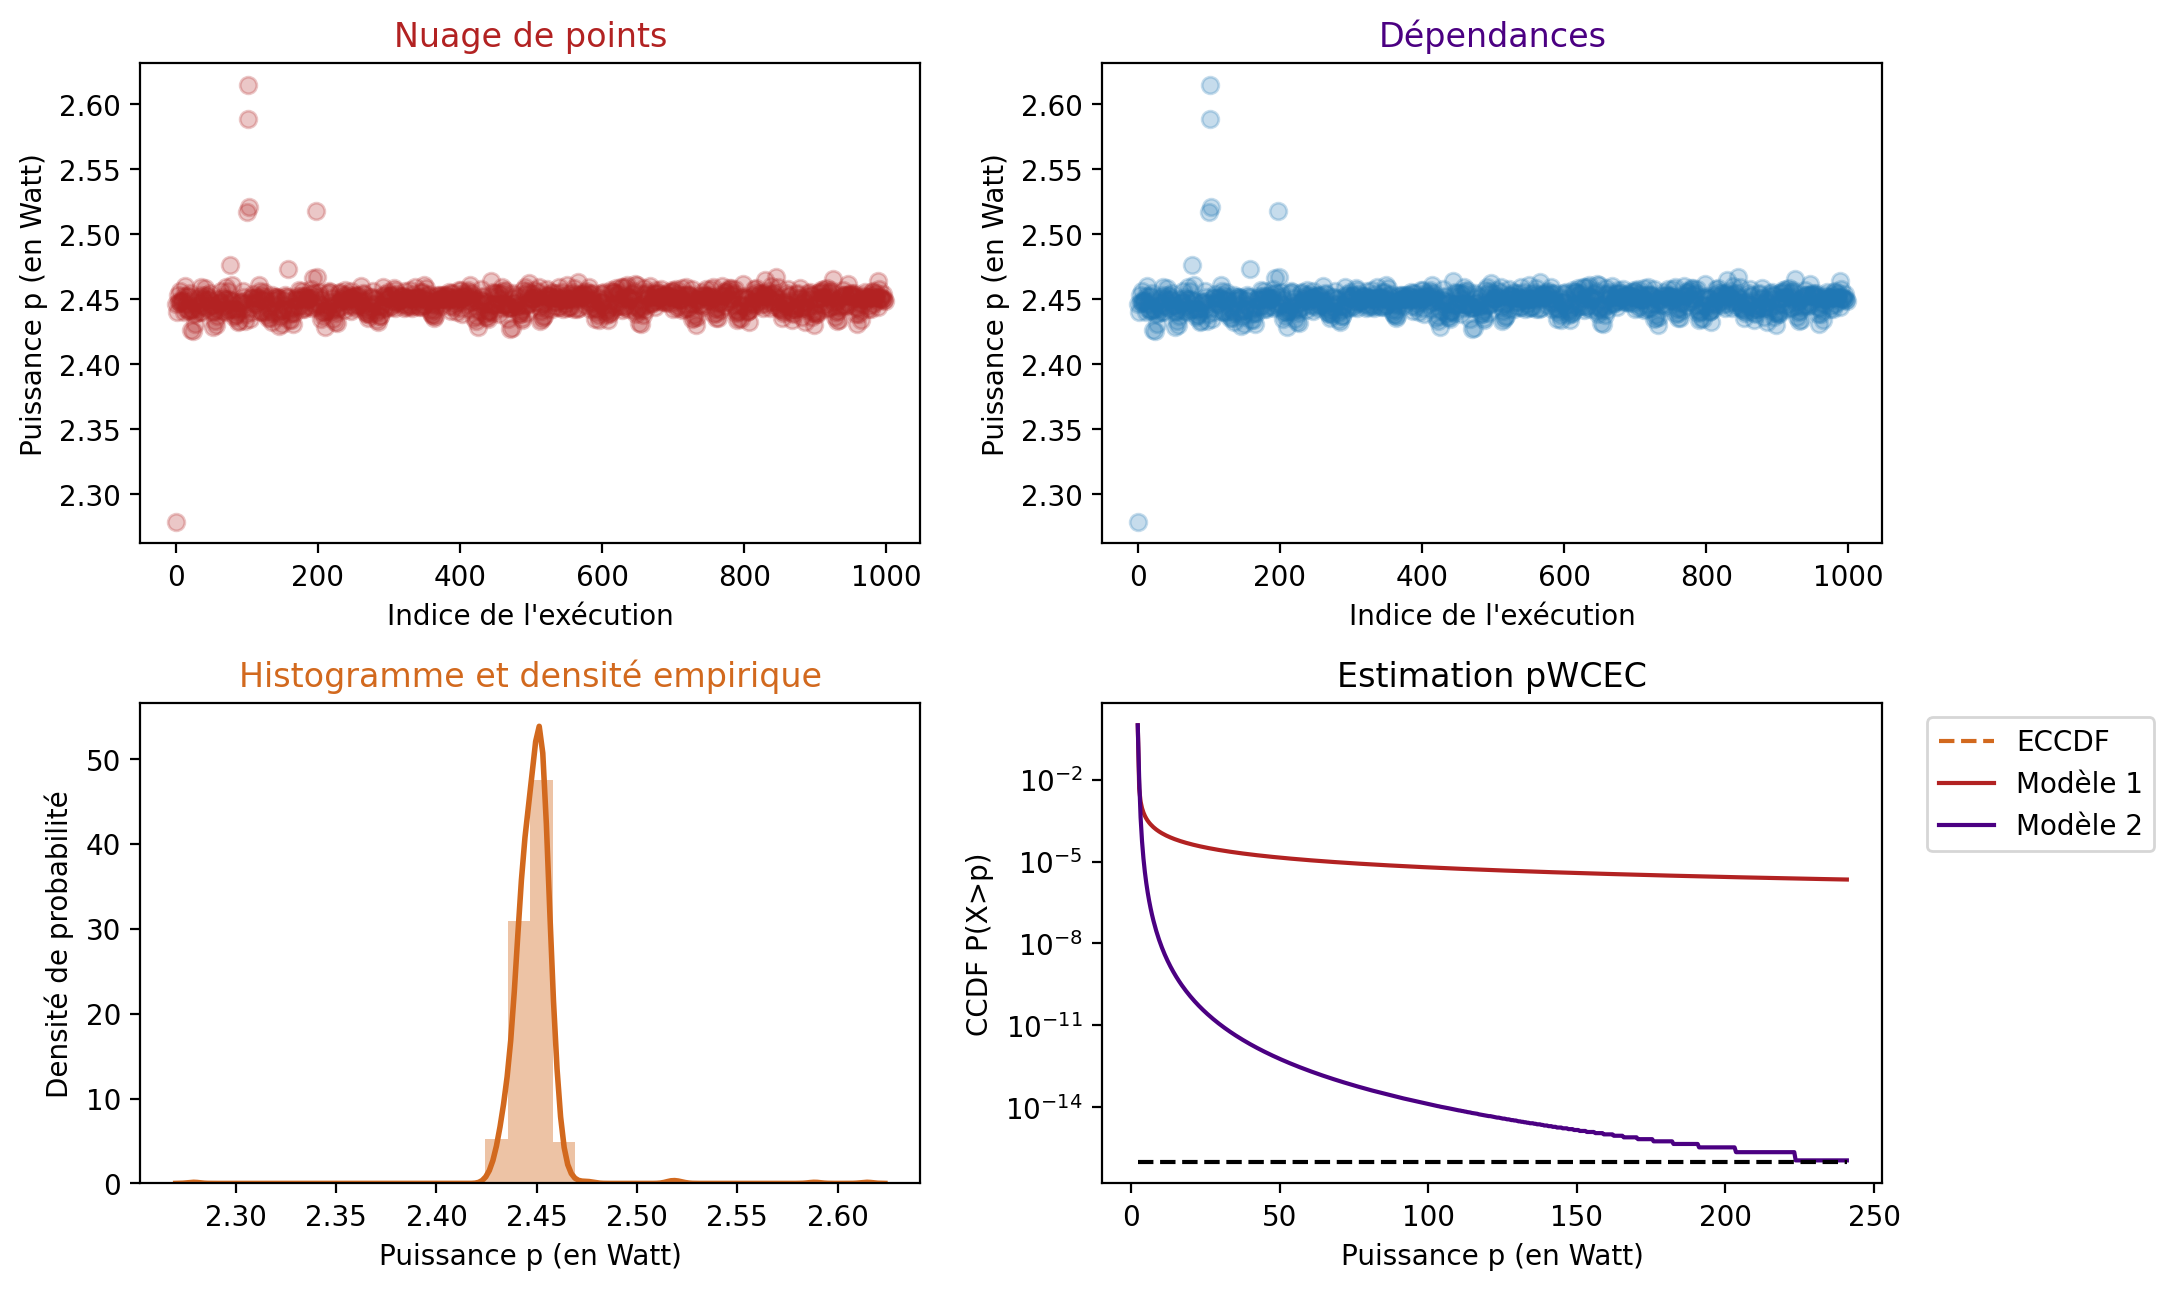 Nuage de points
Puissance p (en Watt)
2.60
2.55
2.50
2.45
2.40
2.35
2.30
0 200 400 600 800 1000
Indice de l'exécution
Dépendances
Puissance p (en Watt)
2.60
2.55
2.50
2.45
2.40
2.35
2.30
0 200 400 600 800 1000
Indice de l'exécution
Histogramme et densité empirique
Densité de probabilité
50
40
30
20
10
0
2.30 2.35 2.40 2.45 2.50 2.55 2.60
Puissance p (en Watt)
Estimation pWCEC
CCDF P(X>p)
10⁻²
10⁻⁵
10⁻⁸
10⁻¹¹
10⁻¹⁴
0 50 100 150 200 250
Puissance p (en Watt)
ECCDF
Modèle 1
Modèle 2